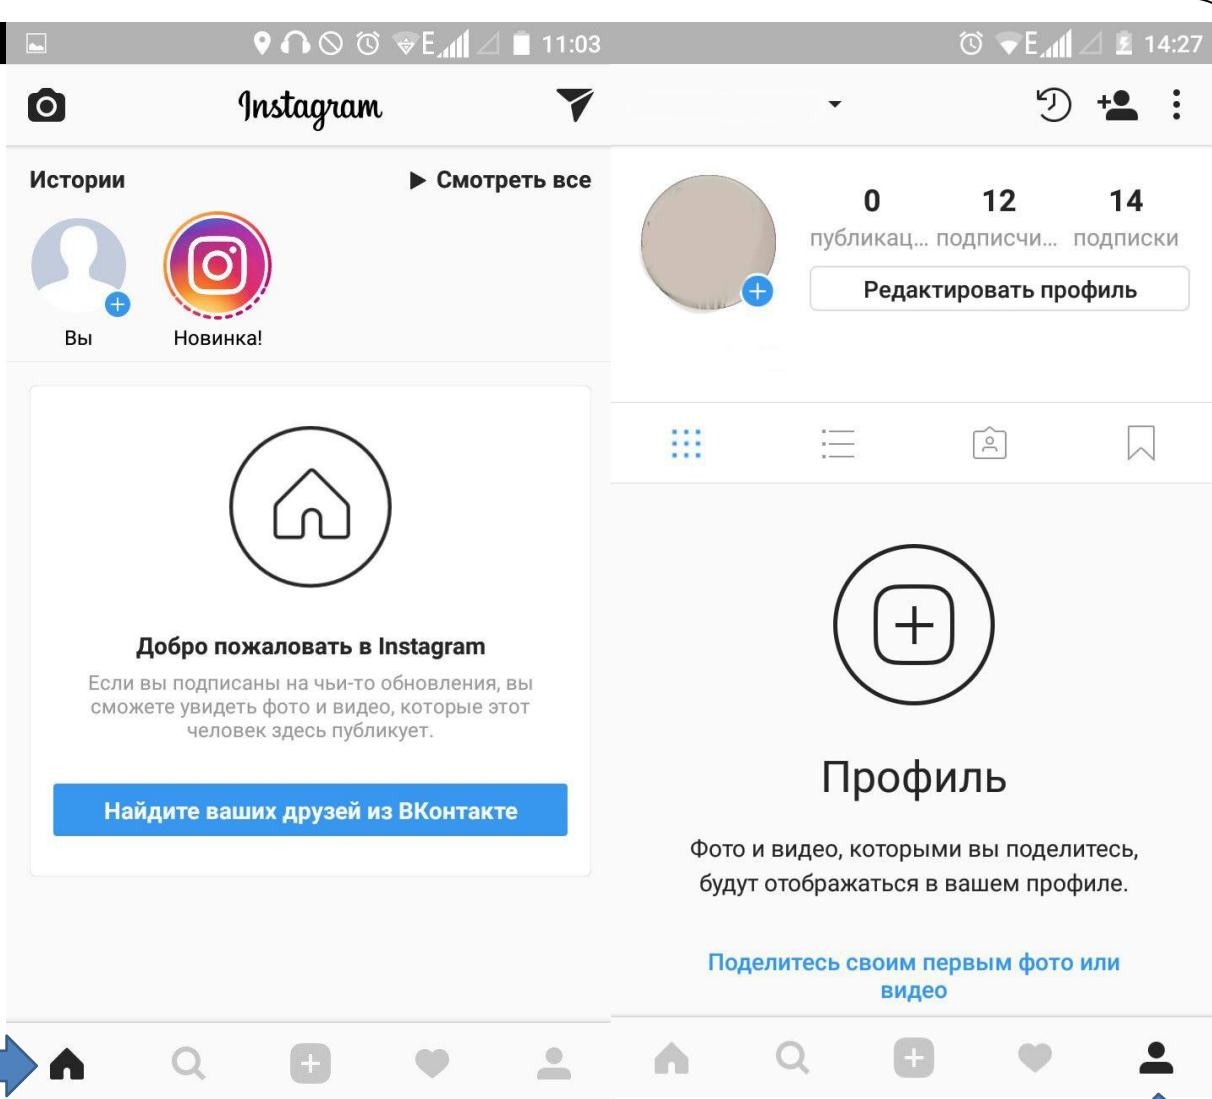 E 11:03
Instagram
Истории
Смотреть все
Вы
Новинка!
Добро пожаловать в Instagram
Если вы подписаны на чьи-то обновления, вы
сможете увидеть фото и видео, которые этот
человек здесь публикует.
Найдите ваших друзей из ВКонтакте
E 14:27
0 12 14
публикац... подписчи... подписки
Редактировать профиль
Профиль
Фото и видео, которыми вы поделитесь,
будут отображаться в вашем профиле.
Поделитесь своим первым фото или
видео